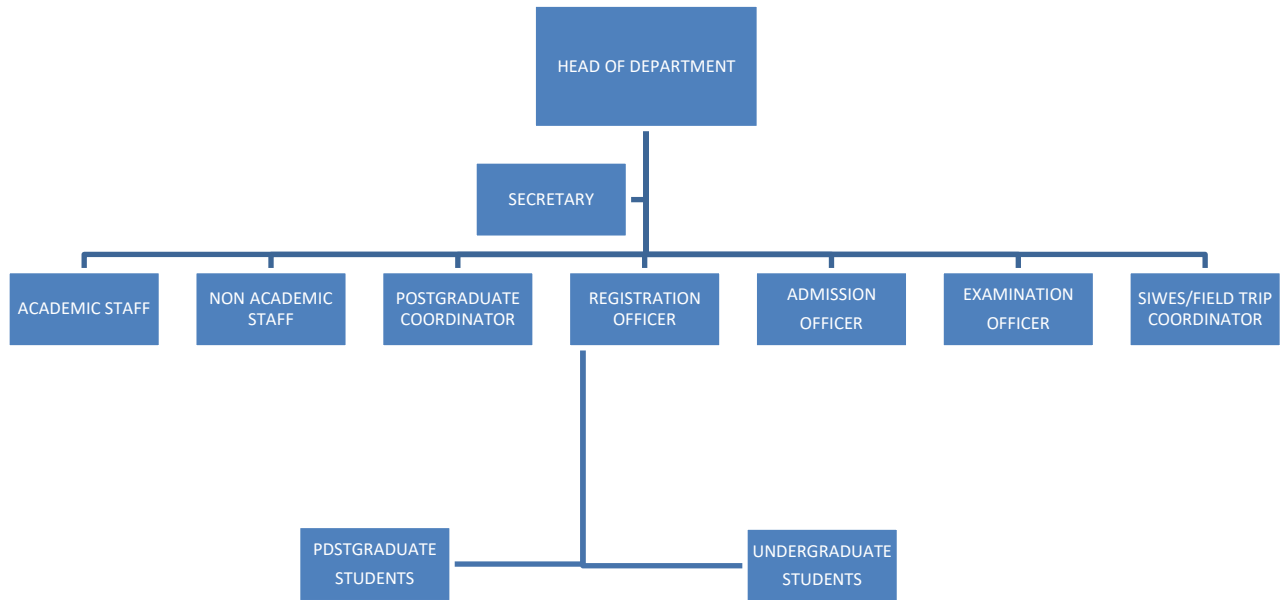 HEAD OF DEPARTMENT
SECRETARY
ACADEMIC STAFF
NON ACADEMIC
STAFF
POSTGRADUATE
COORDINATOR
REGISTRATION
OFFICER
ADMISSION
OFFICER
EXAMINATION
OFFICER
SIWES/FIELD TRIP
COORDINATOR
PDSTGRADUATE
STUDENTS
UNDERGRADUATE
STUDENTS